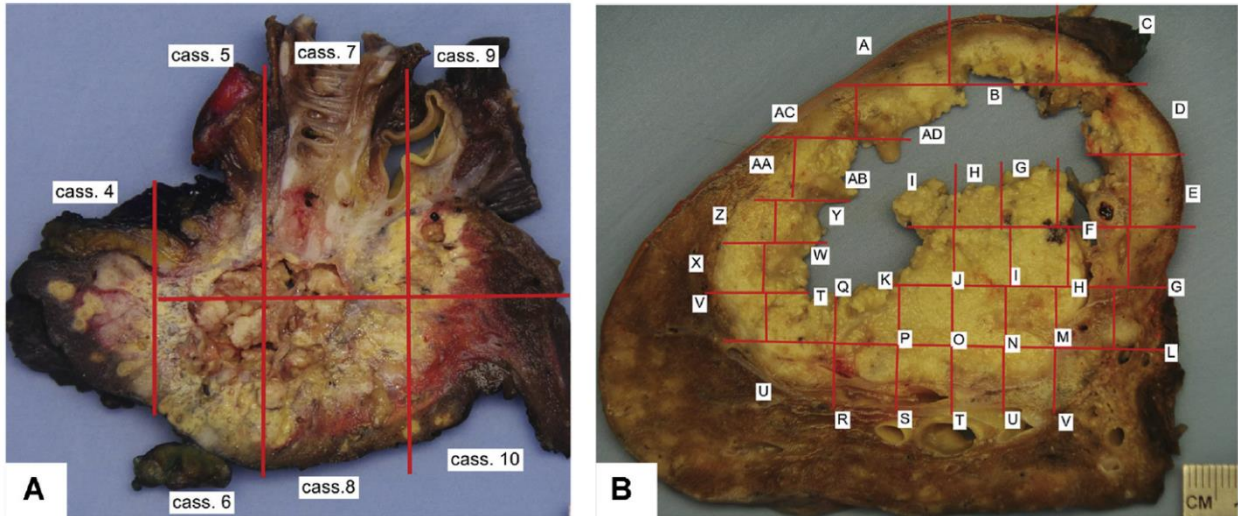 cass. 5
cass. 7
cass. 9
cass. 4
cass. 6
cass.8
cass. 10
A
A
C
B
D
AC
AD
AA
AB
I
H
G
E
Z
Y
F
X
W
K
J
I
H
G
V
T
Q
P
O
N
M
L
U
R
S
T
U
V
B
CM